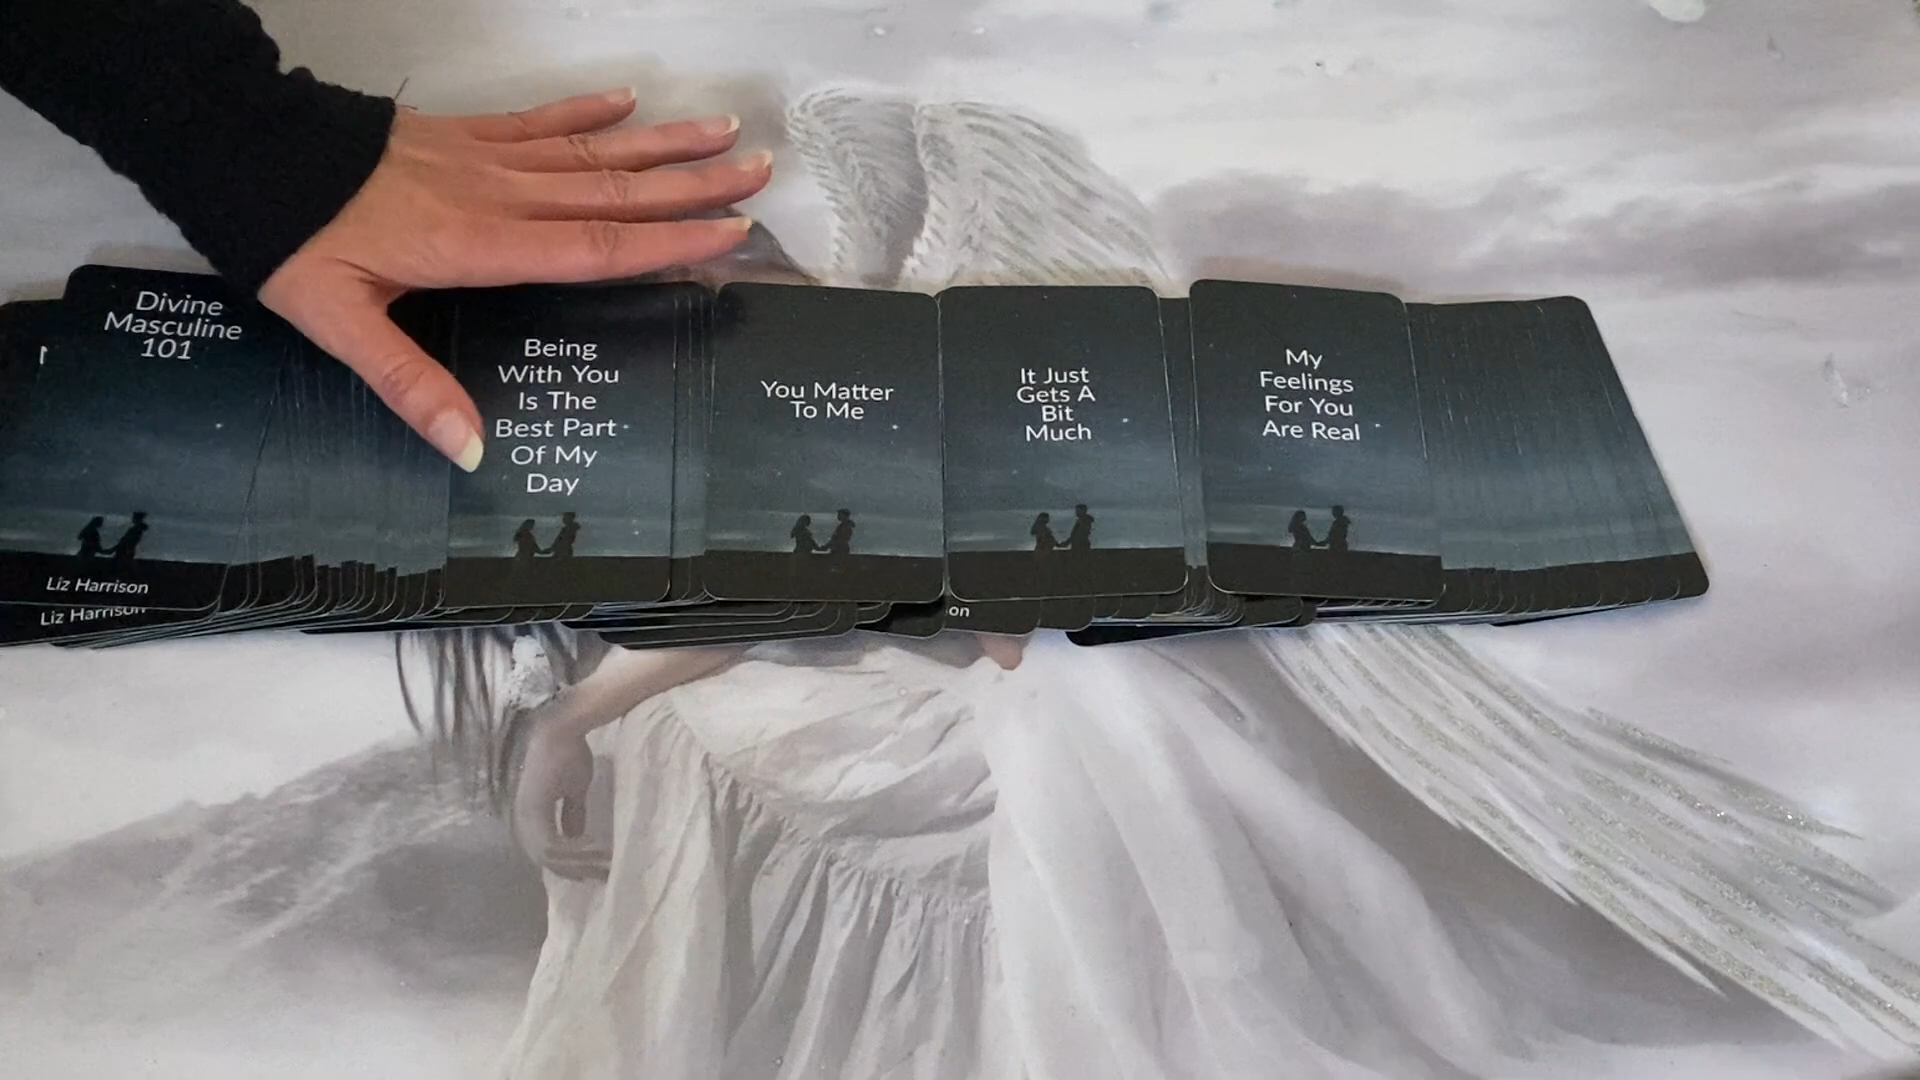 Divine
Masculine
101
Liz Harrison
Liz Harrison
Being
With You
Is The
Best Part
Of My
Day
You Matter
To Me
It Just
Gets A
Bit
Much
on
My
Feelings
For You
Are Real